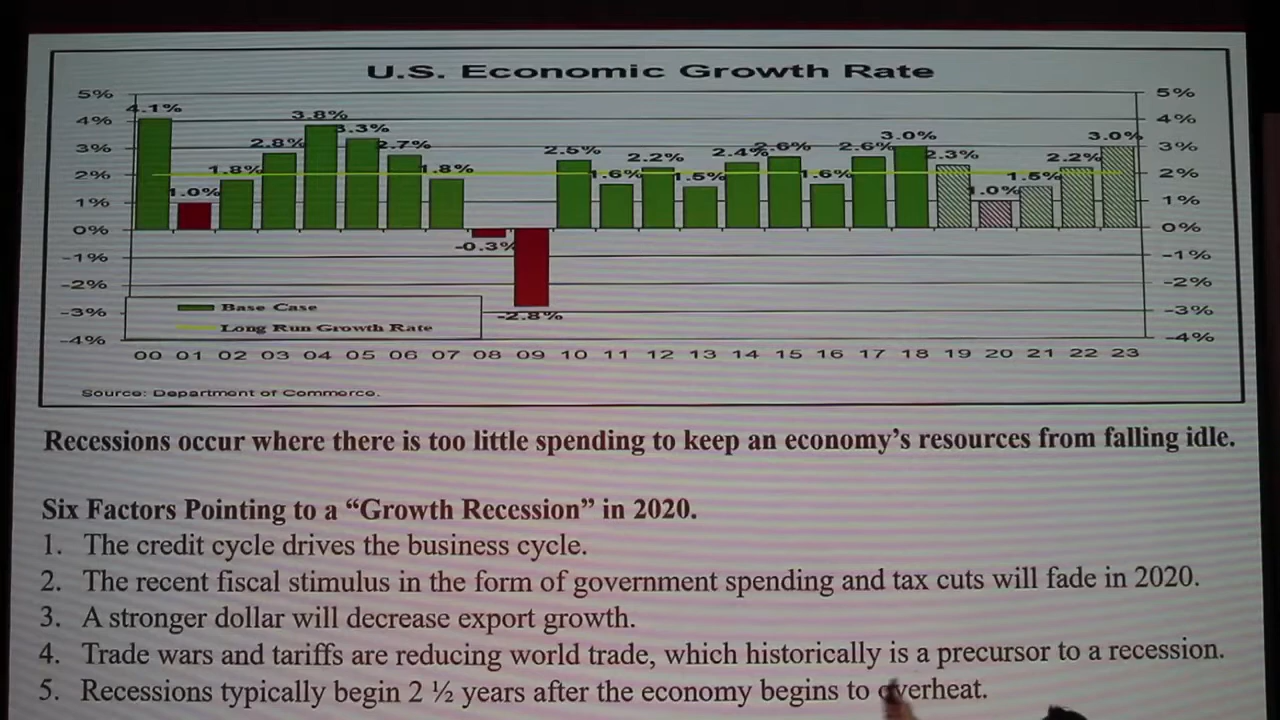 U.S. Economic Growth Rate
5% 5%
4.1% 3.8% 3.3% 2.8% 2.7% 1.8% 1.0% 1.8% -0.3% -2.8% 2.5% 1.6% 2.2% 1.5% 2.4% 2.6% 1.6% 2.6% 3.0% 2.3% 1.0% 1.5% 2.2% 3.0%
4% 4%
3% 3%
2% 2%
1% 1%
0% 0%
-1% -1%
-2% -2%
-3% -3%
-4% -4%
Base Case
Long Run Growth Rate
00 01 02 03 04 05 06 07 08 09 10 11 12 13 14 15 16 17 18 19 20 21 22 23
Source: Department of Commerce.
Recessions occur where there is too little spending to keep an economy’s resources from falling idle.
Six Factors Pointing to a “Growth Recession” in 2020.
1. The credit cycle drives the business cycle.
2. The recent fiscal stimulus in the form of government spending and tax cuts will fade in 2020.
3. A stronger dollar will decrease export growth.
4. Trade wars and tariffs are reducing world trade, which historically is a precursor to a recession.
5. Recessions typically begin 2 ½ years after the economy begins to overheat.